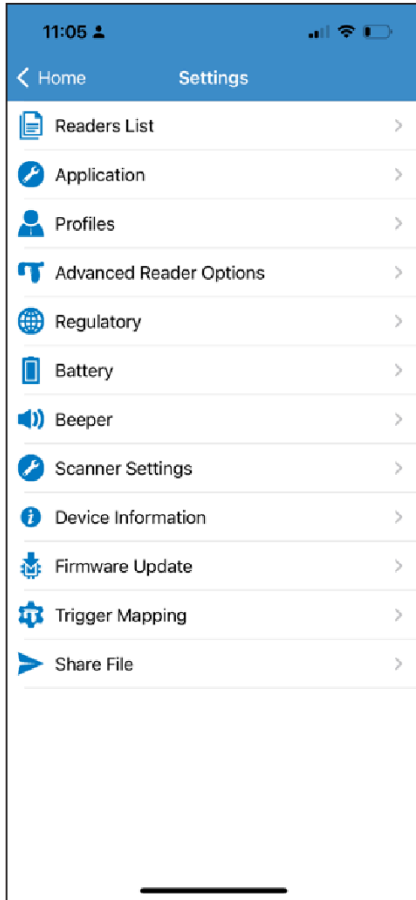 11:05
Home
Settings
Readers List
Application
Profiles
Advanced Reader Options
Regulatory
Battery
Beeper
Scanner Settings
Device Information
Firmware Update
Trigger Mapping
Share File